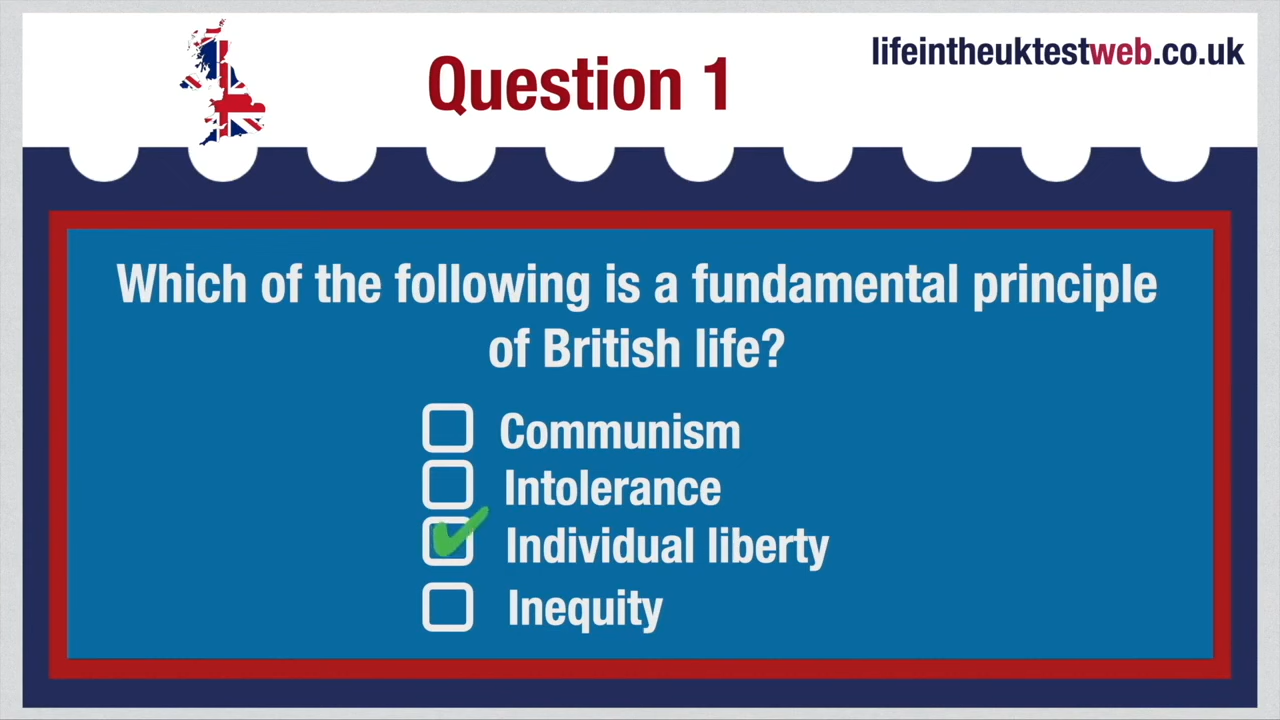 Question 1
lifeintheuktestweb.co.uk
Which of the following is a fundamental principle
of British life?
Communism
Intolerance
Individual liberty
Inequity